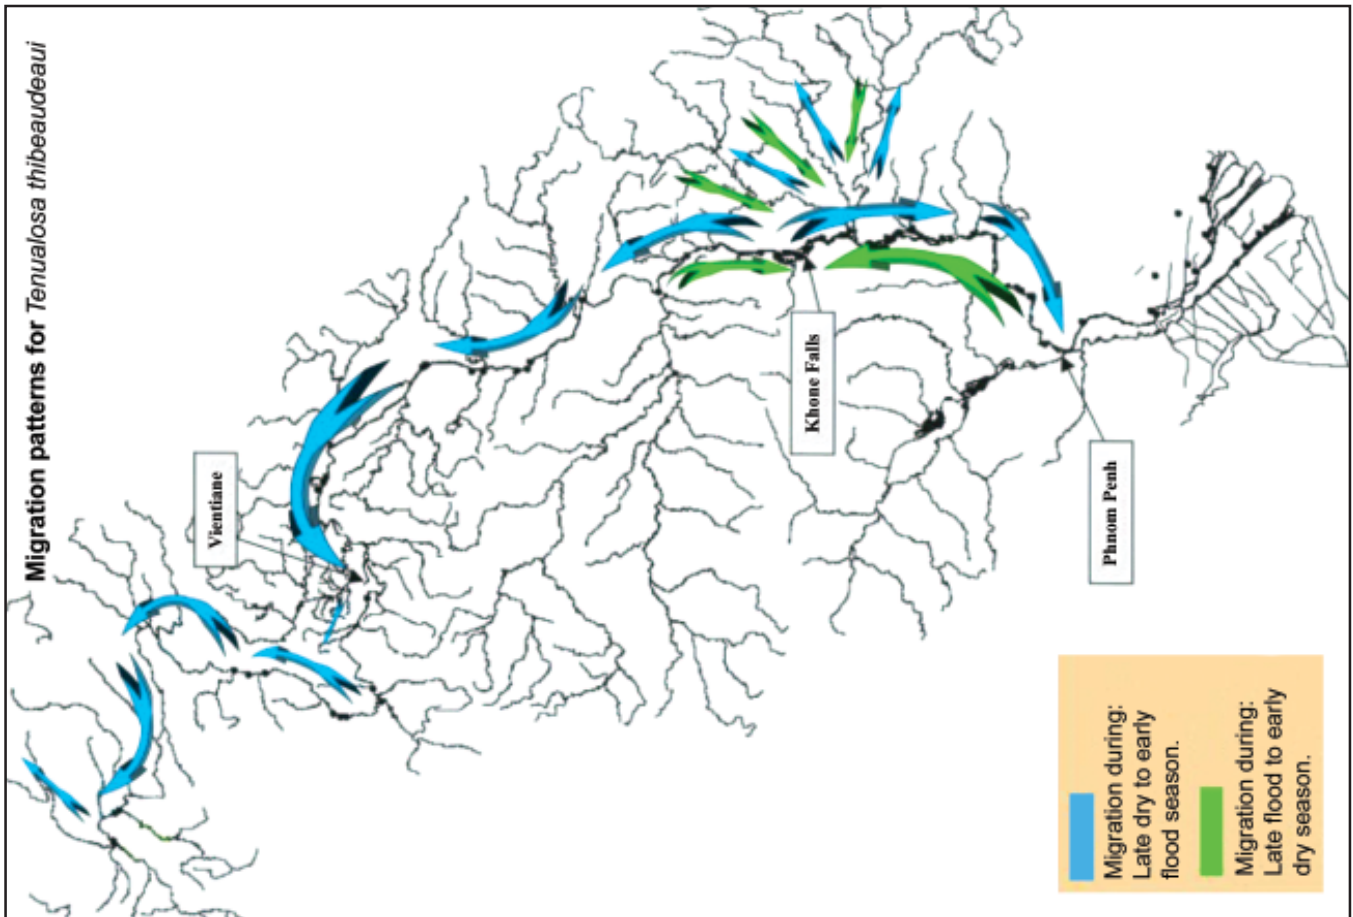 Migration patterns for Tenualosa thibeaudeaui
Vientiane
Khone Falls
Phnom Penh
Migration during:
Late dry to early
flood season.
Migration during:
Late flood to early
dry season.